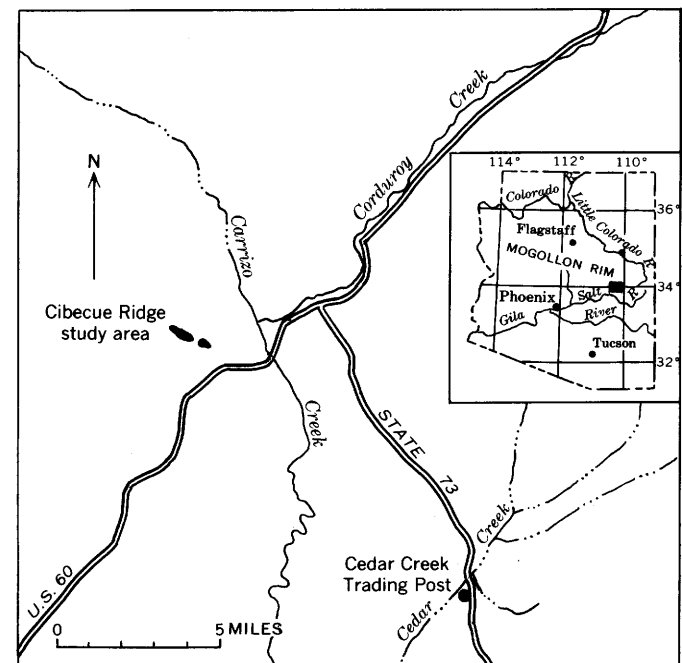 Creek
Corduroy
N
Carrizo
Cibecue Ridge
study area
Creek
STATE 73
Creek
Cedar Creek
Trading Post
Cedar
U.S. 60
0 5 MILES
114° 112° 110°
Colorado
36°
Little Colorado R
Flagstaff
MOGOLLON RIM
34°
Phoenix
Salt R
Gila River
Tucson
32°